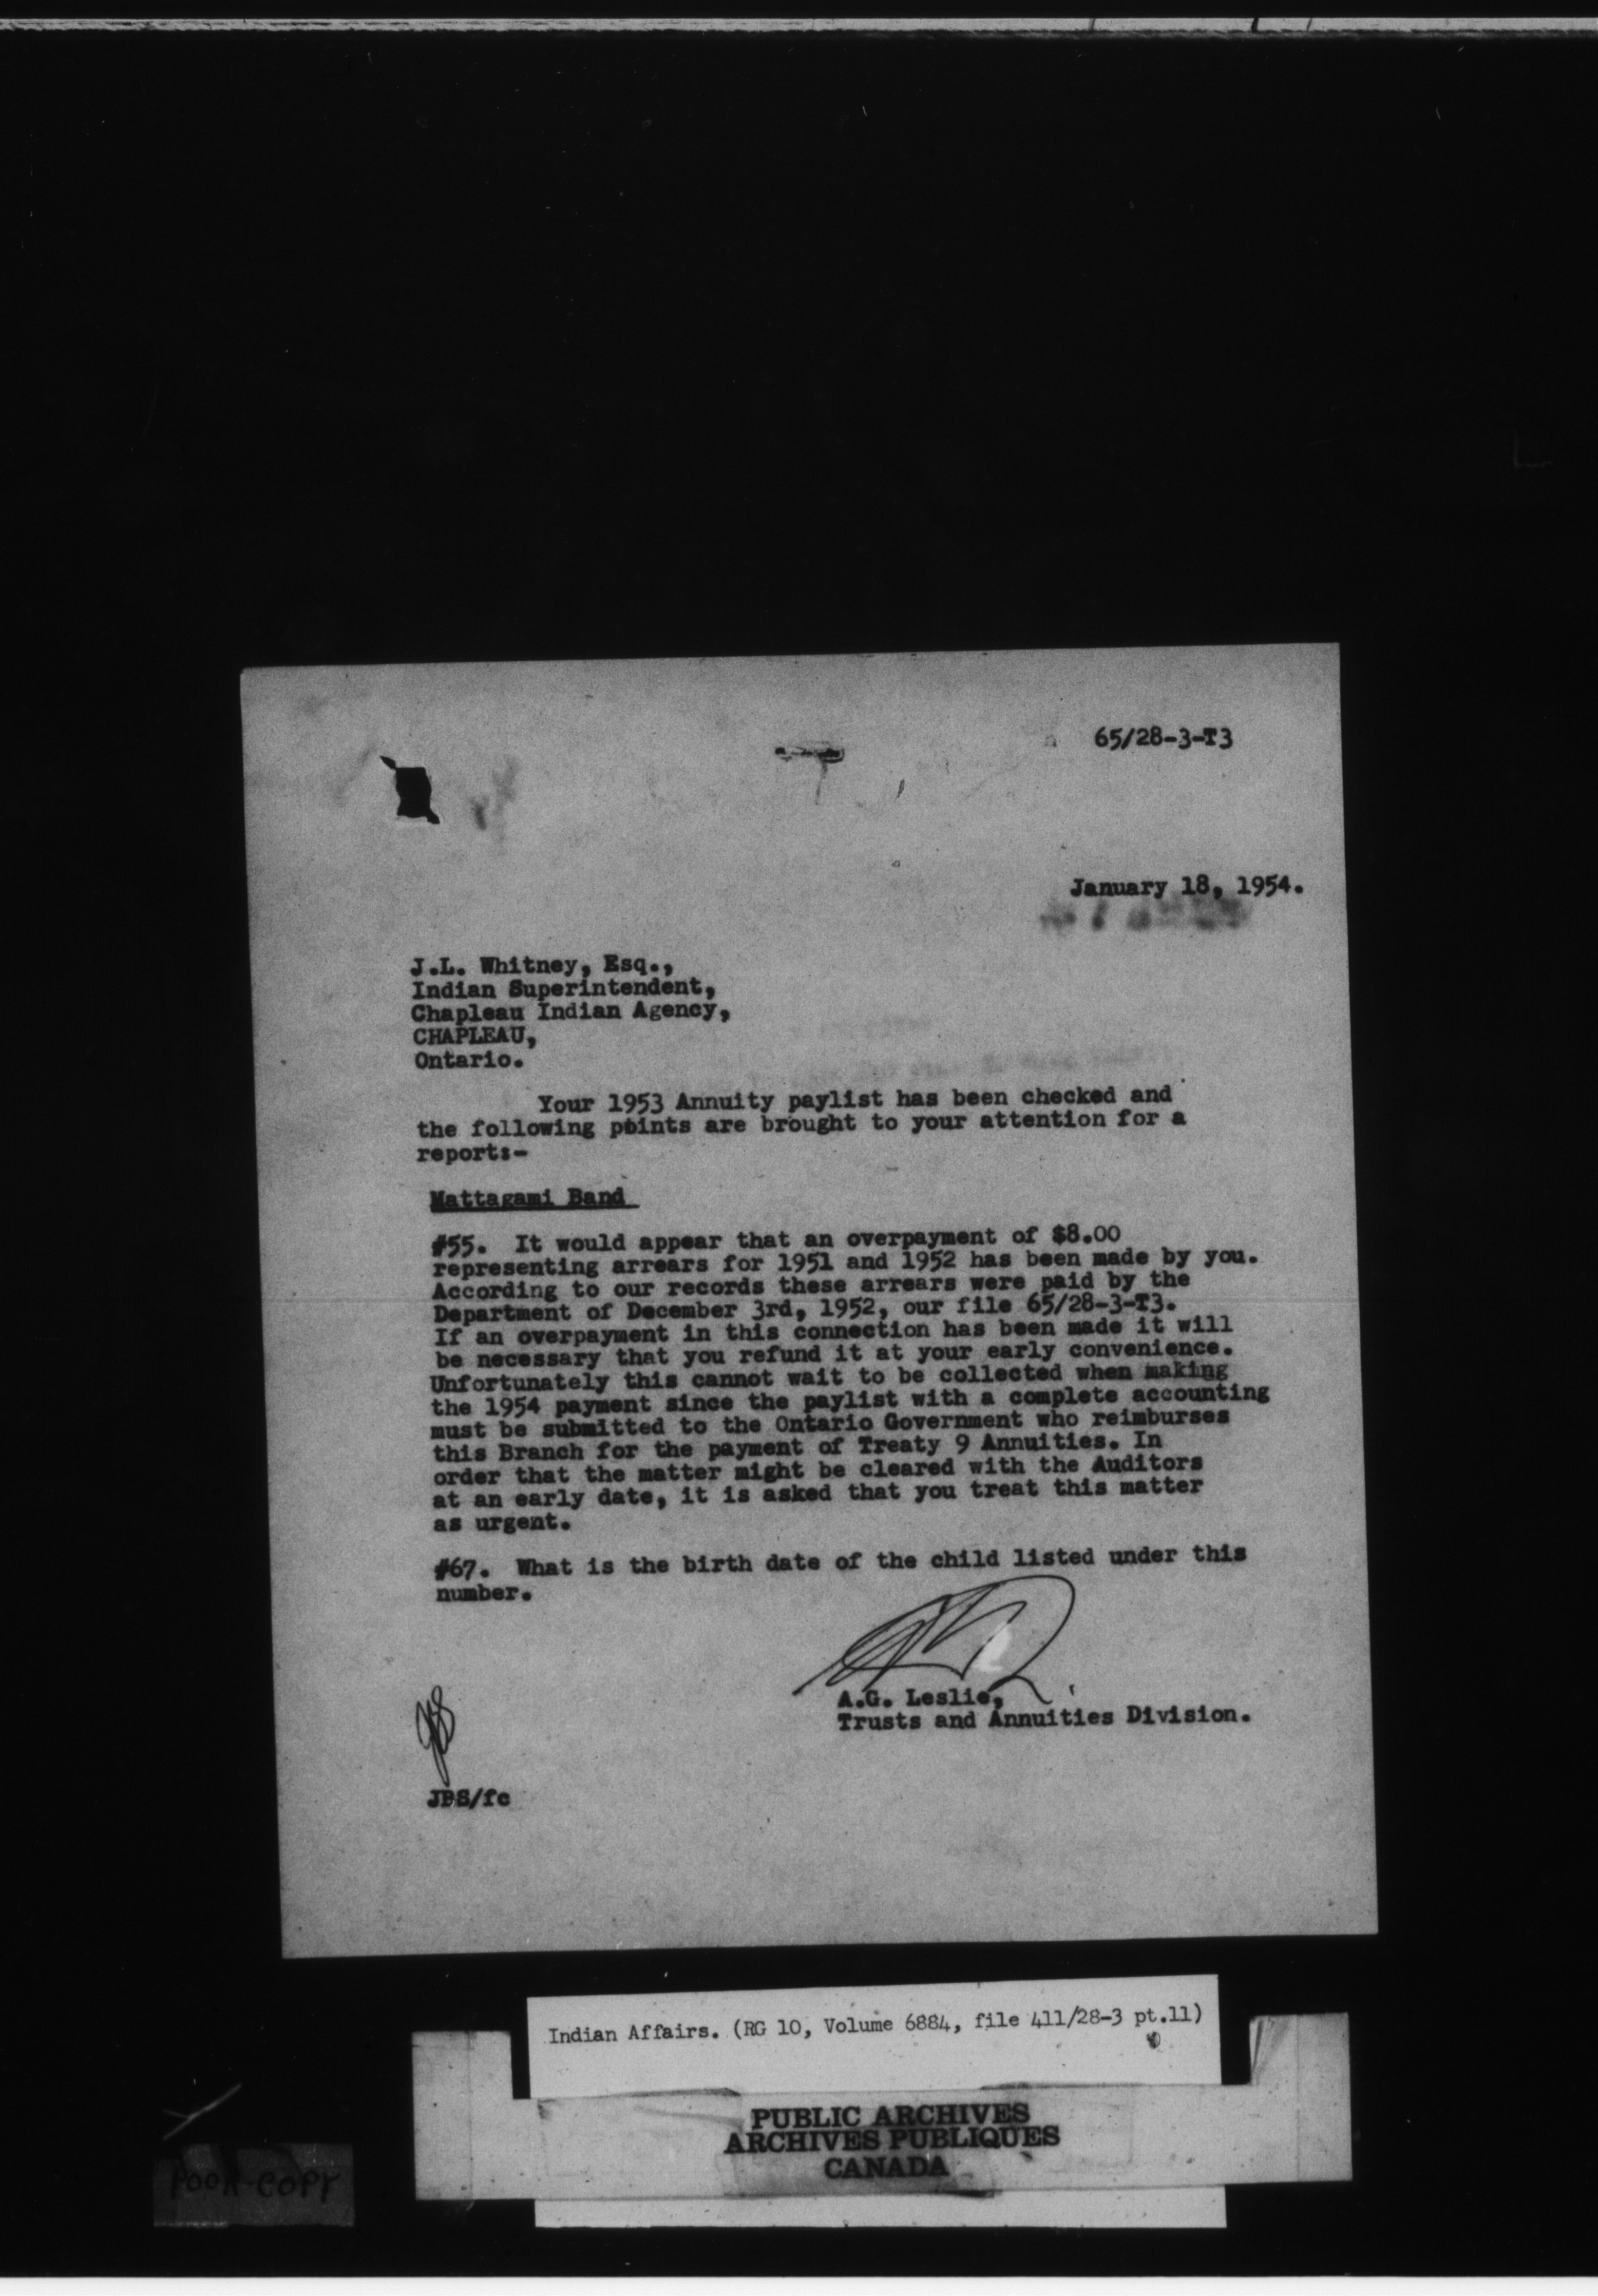 65/28-3-T3
January 18, 1954.
J.L. Whitney, Esq.,
Indian Superintendent,
Chapleau Indian Agency,
CHAPLEAU,
Ontario.
Your 1953 Annuity paylist has been checked and
the following points are brought to your attention for a
report:-
Mattagami Band
#55. It would appear that an overpayment of $8.00
representing arrears for 1951 and 1952 has been made by you.
According to our records these arrears were paid by the
Department of December 3rd, 1952, our file 65/28-3-T3.
If an overpayment in this connection has been made it will
be necessary that you refund it at your early convenience.
Unfortunately this cannot wait to be collected when making
the 1954 payment since the paylist with a complete accounting
must be submitted to the Ontario Government who reimburses
this Branch for the payment of Treaty 9 Annuities. In
order that the matter might be cleared with the Auditors
at an early date, it is asked that you treat this matter
as urgent.
#67. What is the birth date of the child listed under this
number.
A.G. Leslie,
Trusts and Annuities Division.
JBS/fc
Indian Affairs. (RG 10, Volume 6884, file 411/28-3 pt.11)
PUBLIC ARCHIVES
ARCHIVES PUBLIQUES
CANADA
POOR-COPY